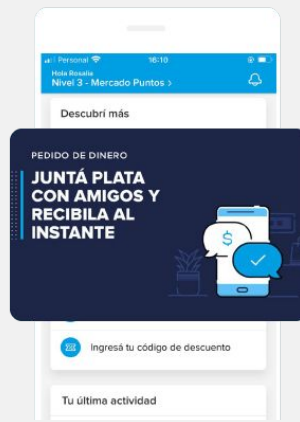 Personal 16:10
Hola Rosalia
Nivel 3 - Mercado Puntos >
Descubrí más
PEDIDO DE DINERO
JUNTÁ PLATA
CON AMIGOS Y
RECIBILA AL
INSTANTE
$
Ingresá tu código de descuento
Tu última actividad